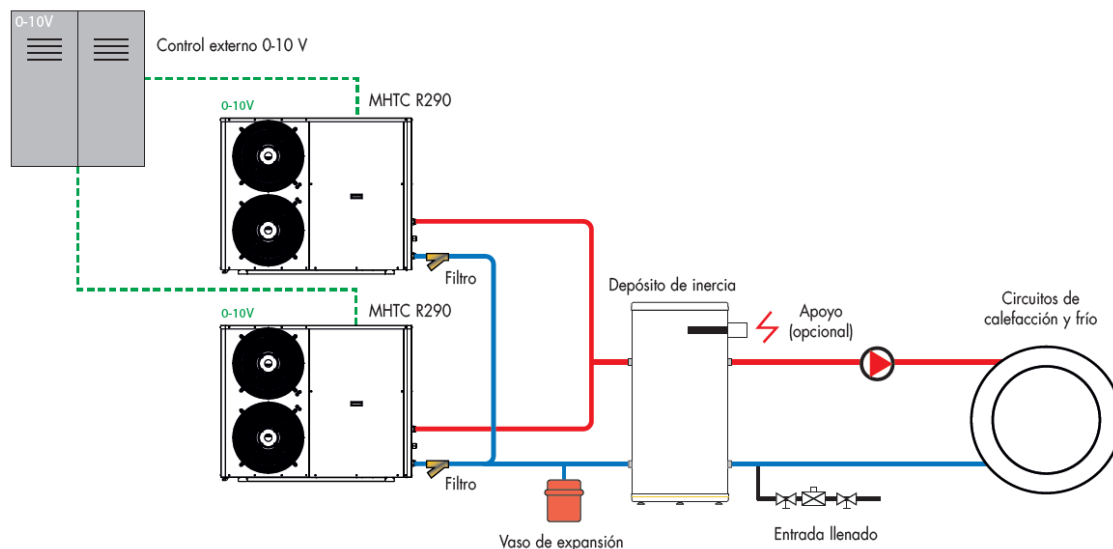 0-10V
Control externo 0-10 V
MHTC R290
0-10V
Filtro
MHTC R290
0-10V
Filtro
Depósito de inercia
Apoyo
(opcional)
Circuitos de
calefacción y frío
Vaso de expansión
Entrada llenado